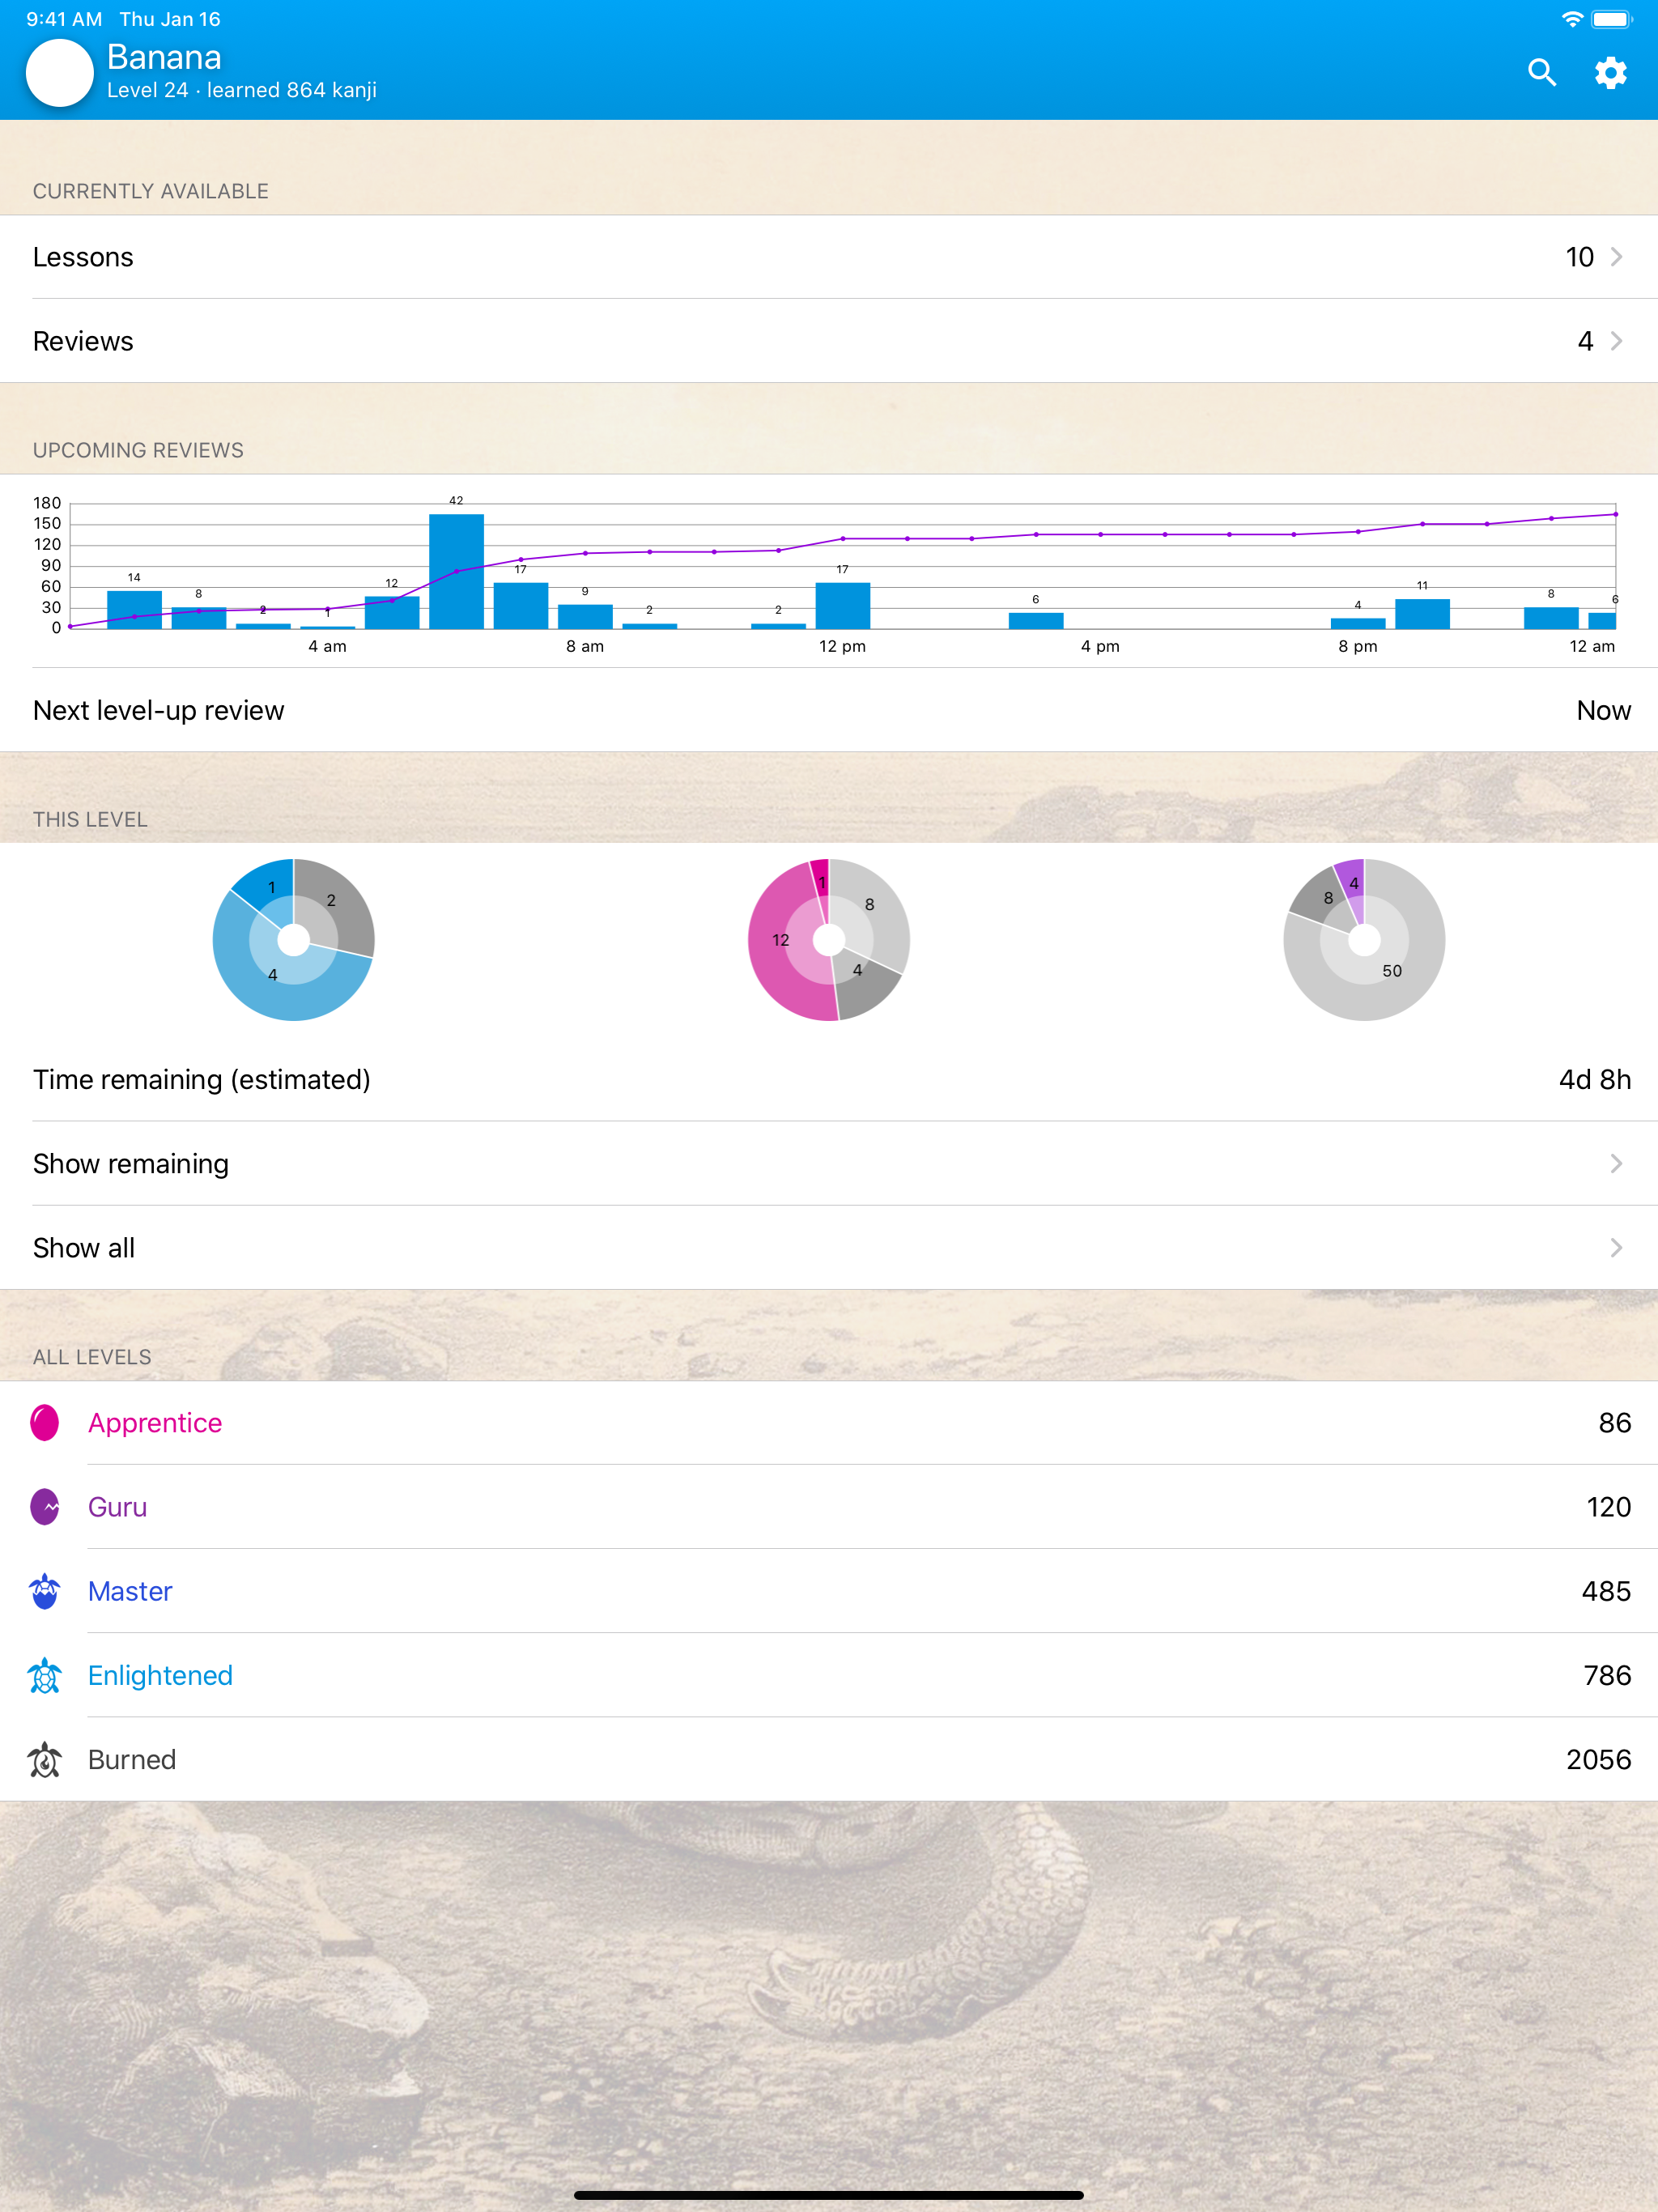 9:41 AM Thu Jan 16
Banana
Level 24 · learned 864 kanji
CURRENTLY AVAILABLE
Lessons 10
Reviews 4
UPCOMING REVIEWS
180
150
120
90
60
30
0
14 8 2 1 12 42 17 9 2 2 17 6 4 11 8 6
4 am 8 am 12 pm 4 pm 8 pm 12 am
Next level-up review Now
THIS LEVEL
1 2 4
1 8 12 4
4 8 50
Time remaining (estimated) 4d 8h
Show remaining
Show all
ALL LEVELS
Apprentice 86
Guru 120
Master 485
Enlightened 786
Burned 2056